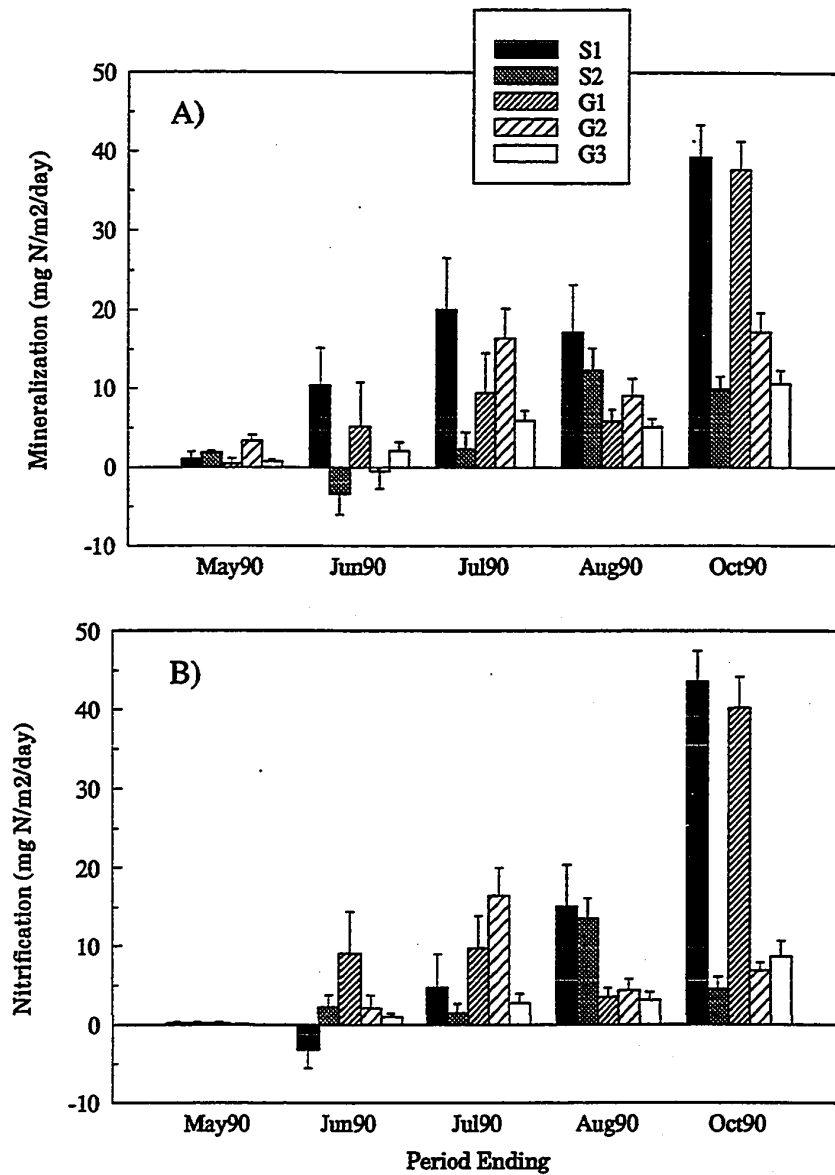 S1
S2
G1
G2
G3
A)
50
40
30
20
10
0
-10
Mineralization (mg N/m2/day)
May90
Jun90
Jul90
Aug90
Oct90
B)
50
40
30
20
10
0
-10
Nitrification (mg N/m2/day)
May90
Jun90
Jul90
Aug90
Oct90
Period Ending